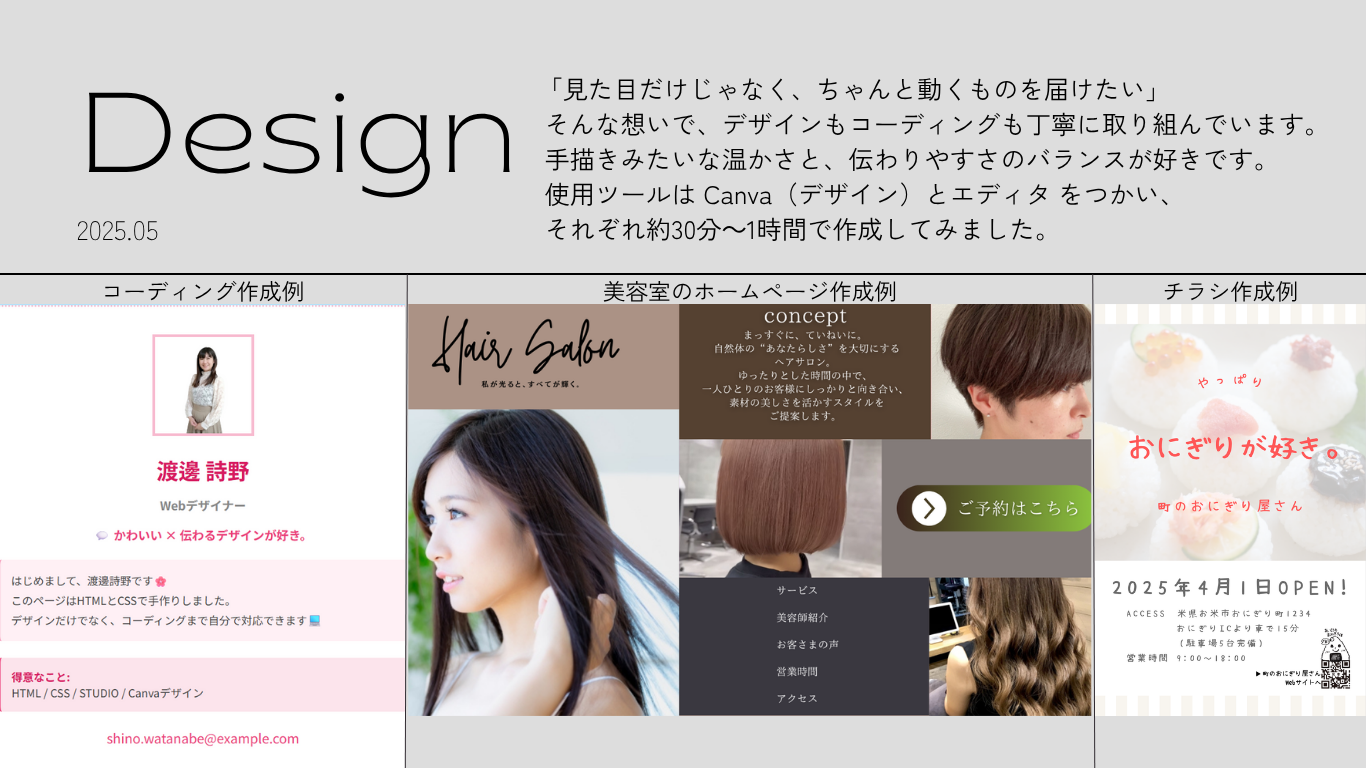 Design
2025.05
「見た目だけじゃなく、ちゃんと動くものを届けたい」
そんな想いで、デザインもコーディングも丁寧に取り組んでいます。
手描きみたいな温かさと、伝わりやすさのバランスが好きです。
使用ツールは Canva（デザイン）とエディタ をつかい、
それぞれ約30分〜1時間で作成してみました。
コーディング作成例
渡邊 詩野
Webデザイナー
かわいい × 伝わるデザインが好き。
はじめまして、渡邊詩野です🌸
このページはHTMLとCSSで手作りしました。
デザインだけでなく、コーディングまで自分で対応できます💻
得意なこと:
HTML / CSS / STUDIO / Canvaデザイン
shino.watanabe@example.com
美容室のホームページ作成例
Hair Salon
私が光ると、すべてが輝く。
concept
まっすぐに、ていねいに。
自然体の“あなたらしさ”を大切にする
ヘアサロン。
ゆったりとした時間の中で、
一人ひとりのお客様にしっかりと向き合い、
素材の美しさを活かすスタイルを
ご提案します。
ご予約はこちら
サービス
美容師紹介
お客さまの声
営業時間
アクセス
チラシ作成例
やっぱり
おにぎりが好き。
町のおにぎり屋さん
2025年4月1日OPEN!
ACCESS 米県お米市おにぎり町1234
おにぎりICより車で15分
(駐車場5台完備)
営業時間 9:00〜18:00
▶町のおにぎり屋さん
Webサイトへ